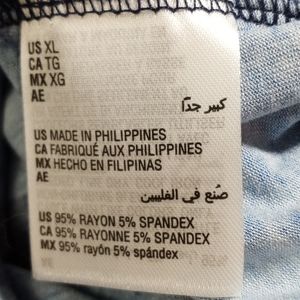 US XL
CA TG
MX XG
AE
كبير جداً
US MADE IN PHILIPPINES
CA FABRIQUÉ AUX PHILIPPINES
MX HECHO EN FILIPINAS
AE
صُنع في الفلبين
US 95% RAYON 5% SPANDEX
CA 95% RAYONNE 5% SPANDEX
MX 95% rayón 5% spándex